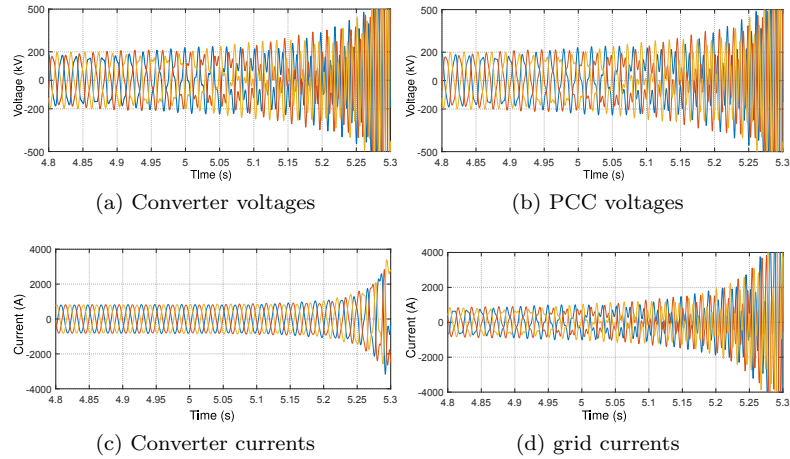 500
200
0
-200
-500
Voltage (kV)
4.8 4.85 4.9 4.95 5 5.05 5.1 5.15 5.2 5.25 5.3
Time (s)
(a) Converter voltages
500
200
0
-200
-500
Voltage (kV)
4.8 4.85 4.9 4.95 5 5.05 5.1 5.15 5.2 5.25 5.3
Time (s)
(b) PCC voltages
4000
2000
0
-2000
-4000
Current (A)
4.8 4.85 4.9 4.95 5 5.05 5.1 5.15 5.2 5.25 5.3
Time (s)
(c) Converter currents
4000
2000
0
-2000
-4000
Current (A)
4.8 4.85 4.9 4.95 5 5.05 5.1 5.15 5.2 5.25 5.3
Time (s)
(d) grid currents